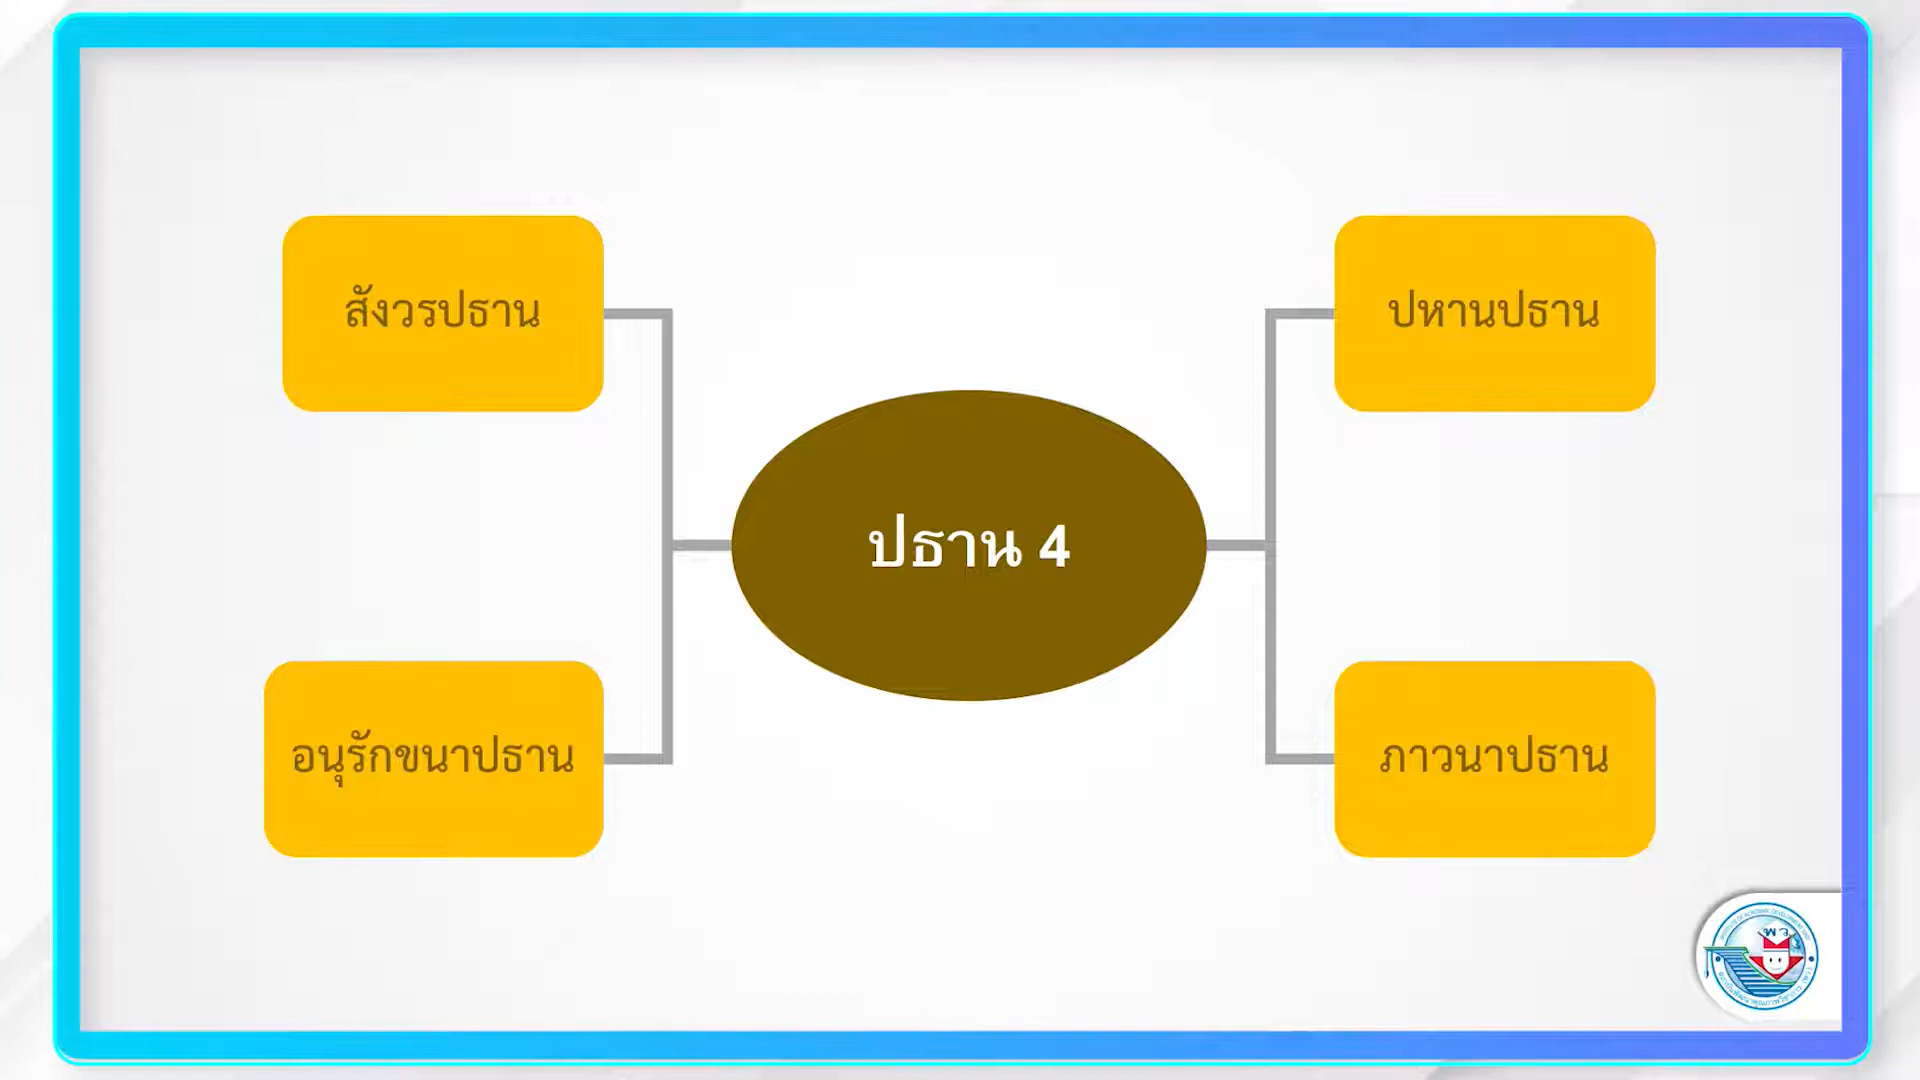 สังวรปธาน
ปหานปธาน
ปธาน 4
อนุรักขนาปธาน
ภาวนาปธาน
พว